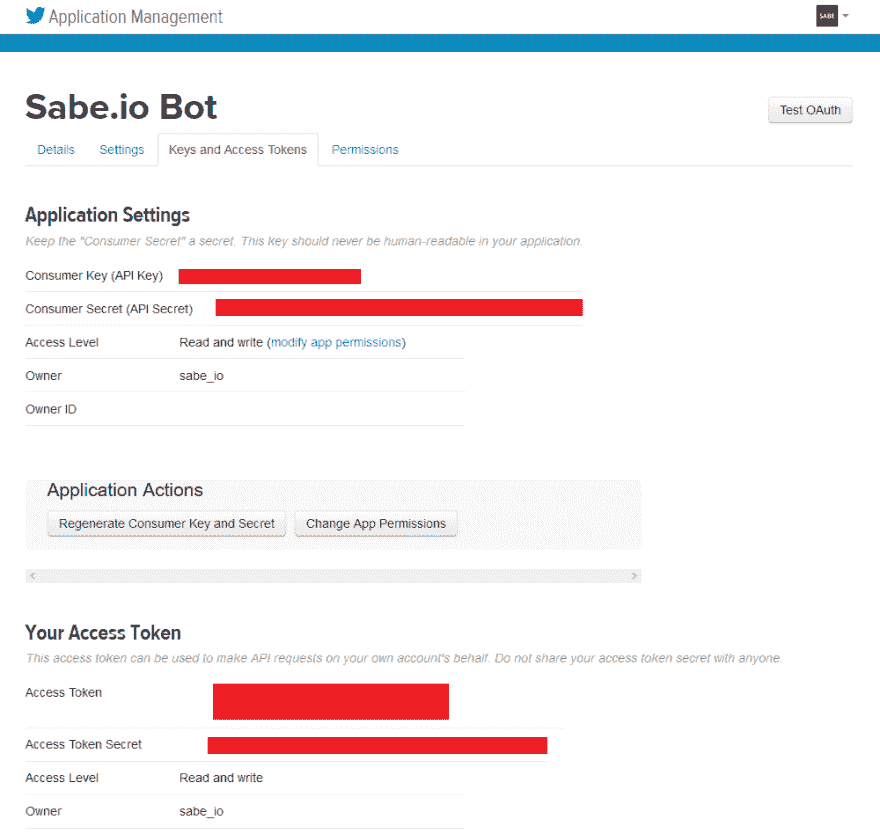 Application Management
SABE
Sabe.io Bot
Test OAuth
Details Settings Keys and Access Tokens Permissions
Application Settings
Keep the "Consumer Secret" a secret. This key should never be human-readable in your application.
Consumer Key (API Key)
Consumer Secret (API Secret)
Access Level Read and write (modify app permissions)
Owner sabe_io
Owner ID
Application Actions
Regenerate Consumer Key and Secret Change App Permissions
Your Access Token
This access token can be used to make API requests on your own account's behalf. Do not share your access token secret with anyone.
Access Token
Access Token Secret
Access Level Read and write
Owner sabe_io